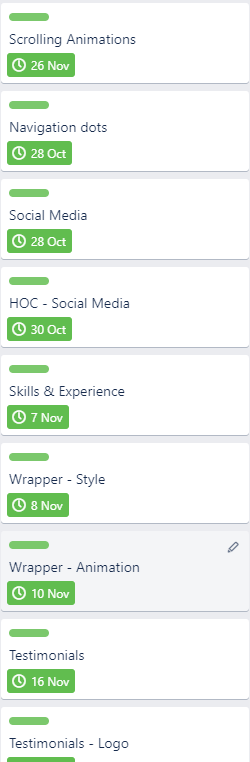 Scrolling Animations
26 Nov
Navigation dots
28 Oct
Social Media
28 Oct
HOC - Social Media
30 Oct
Skills & Experience
7 Nov
Wrapper - Style
8 Nov
Wrapper - Animation
10 Nov
Testimonials
16 Nov
Testimonials - Logo